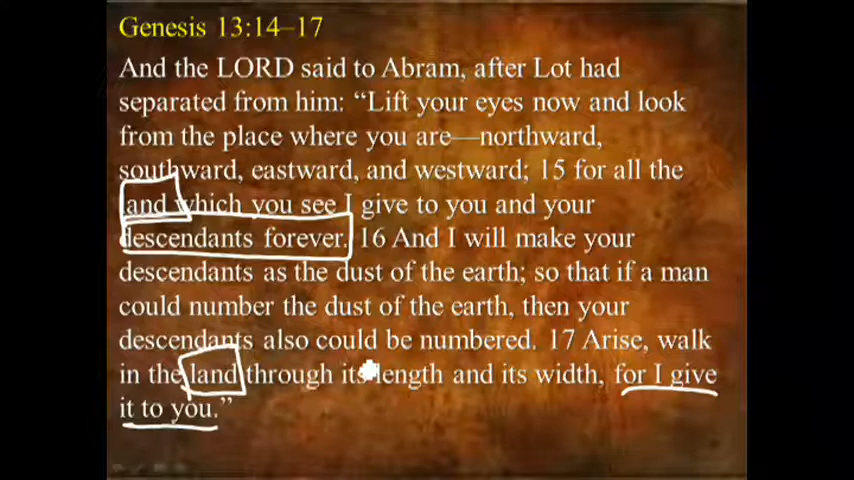 Genesis 13:14–17
And the LORD said to Abram, after Lot had
separated from him: “Lift your eyes now and look
from the place where you are—northward,
southward, eastward, and westward; 15 for all the
land which you see I give to you and your
descendants forever. 16 And I will make your
descendants as the dust of the earth; so that if a man
could number the dust of the earth, then your
descendants also could be numbered. 17 Arise, walk
in the land through its length and its width, for I give
it to you.”